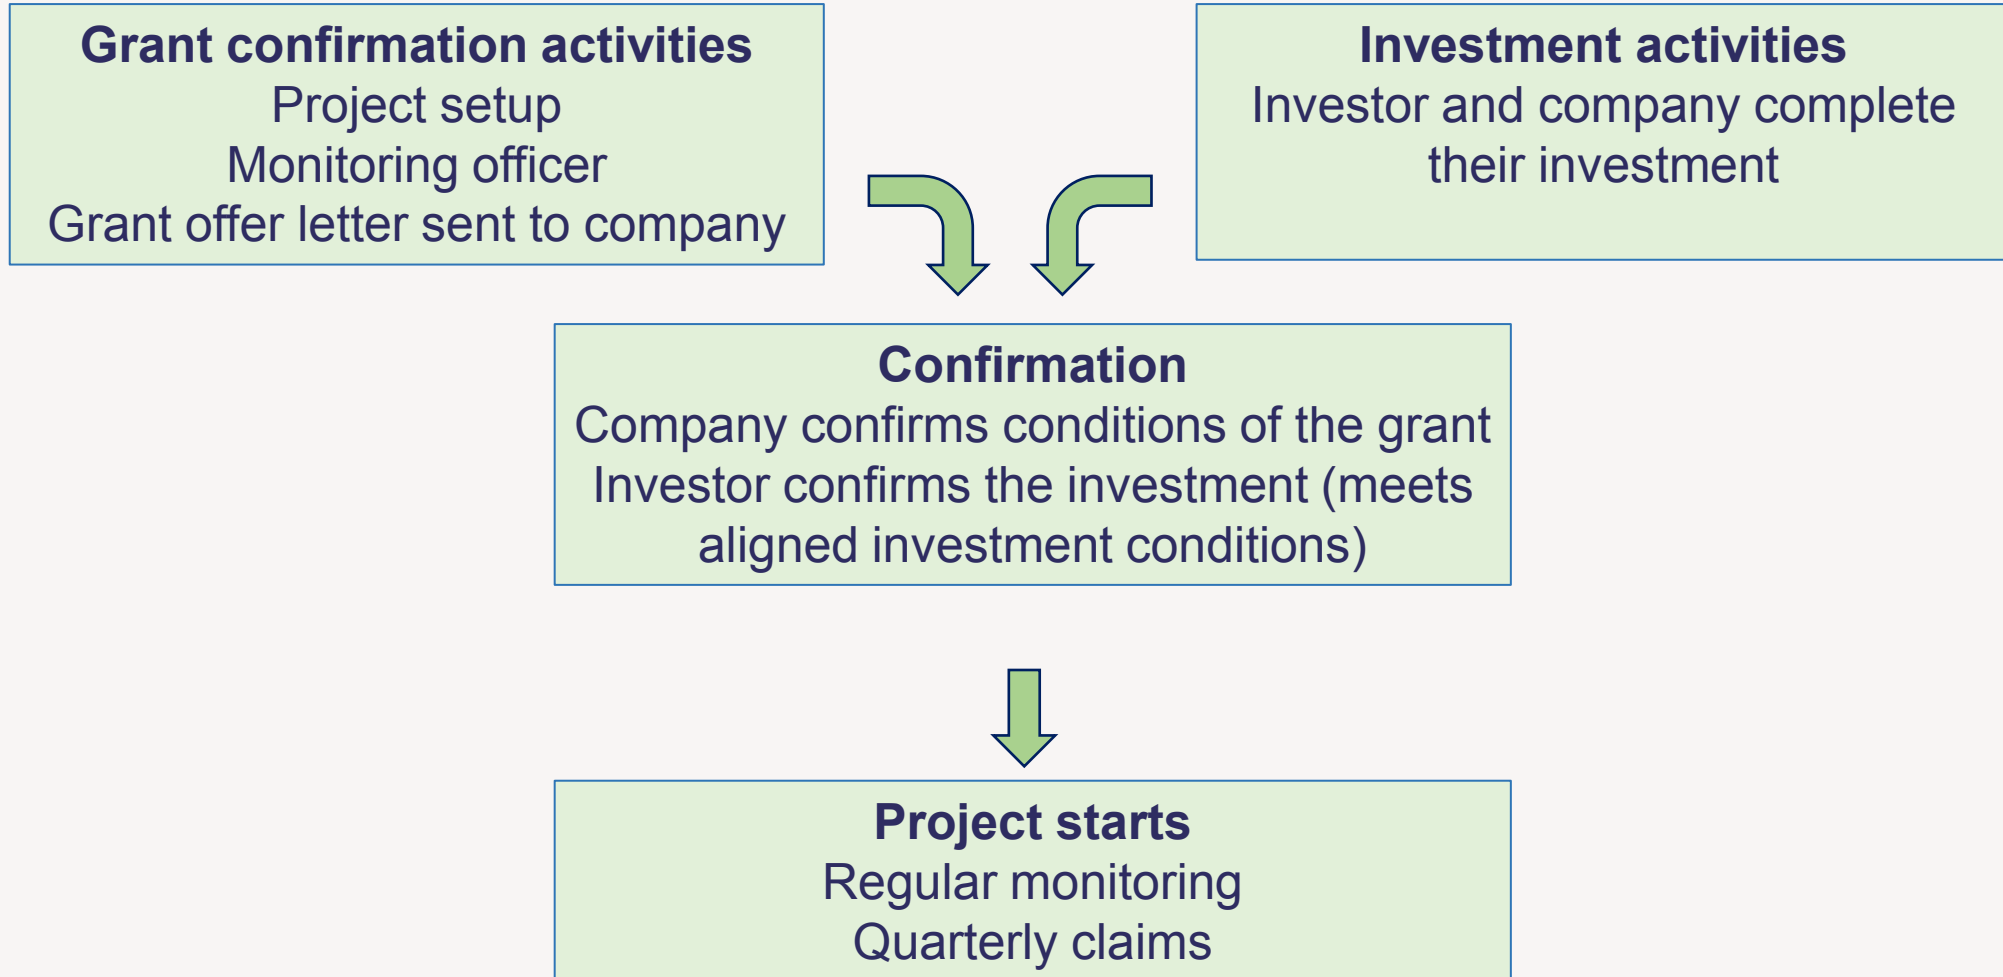 Grant confirmation activities
Project setup
Monitoring officer
Grant offer letter sent to company
Investment activities
Investor and company complete
their investment
Confirmation
Company confirms conditions of the grant
Investor confirms the investment (meets
aligned investment conditions)
Project starts
Regular monitoring
Quarterly claims